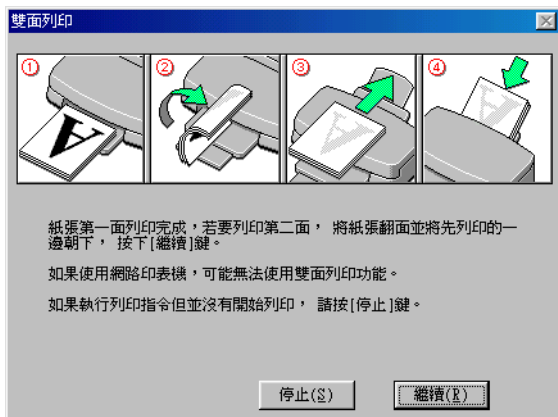 雙面列印
① ② ③ ④
A A A
紙張第一面列印完成，若要列印第二面， 將紙張翻面並將先列印的一
邊朝下， 按下[繼續]鍵。
如果使用網路印表機，可能無法使用雙面列印功能。
如果執行列印指令但並沒有開始列印， 請按[停止]鍵。
停止(S) 繼續(R)